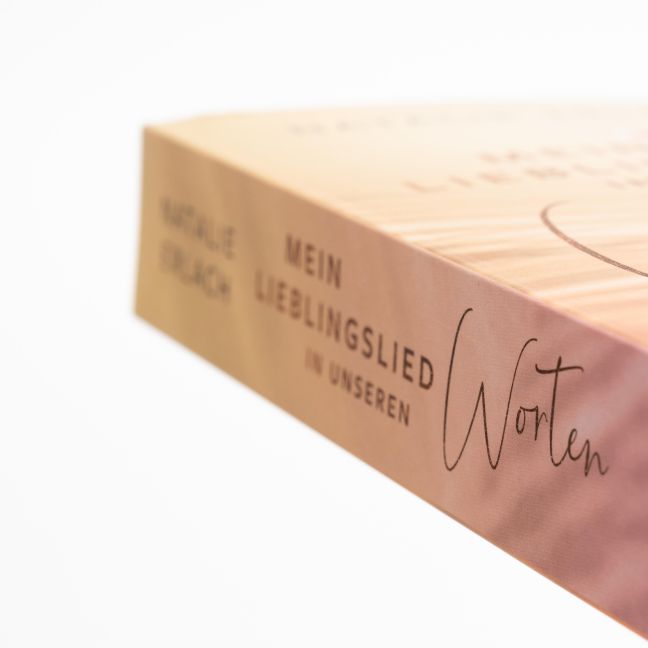 NATALIE
ERLACH
MEIN
LIEBLINGSLIED
IN UNSEREN
Worten